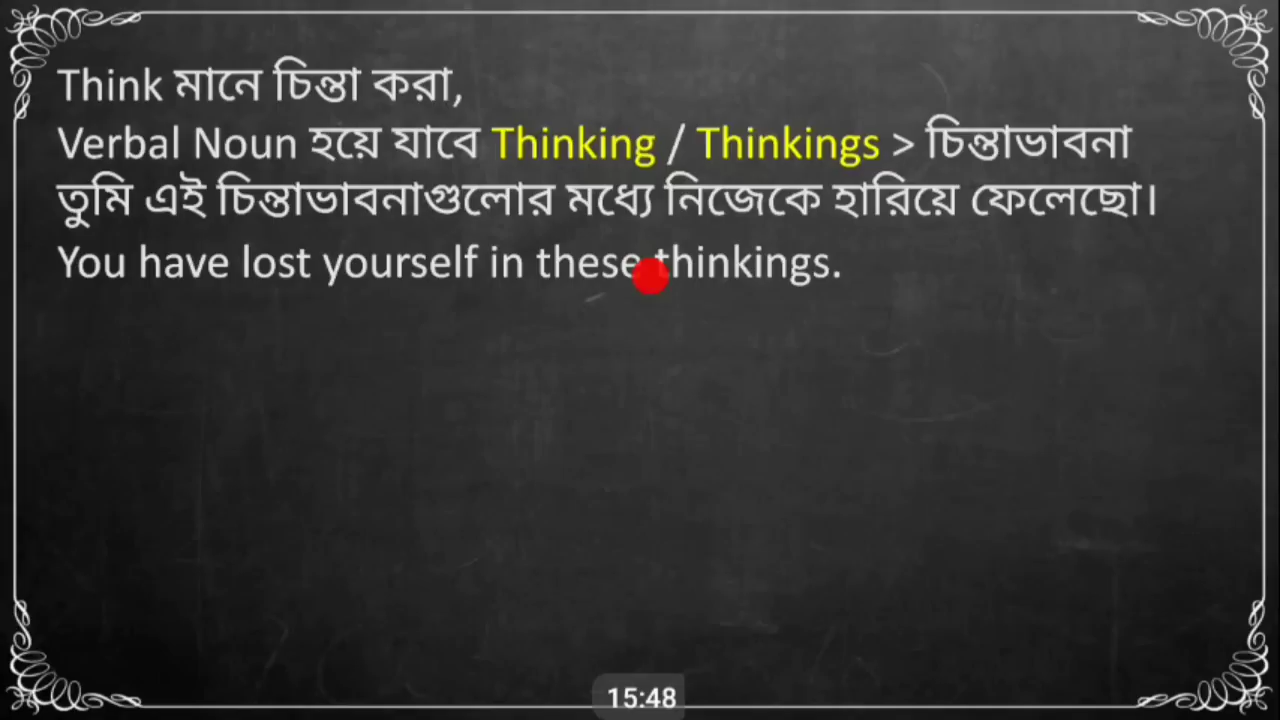 Think মানে চিন্তা করা,
Verbal Noun হয়ে যাবে Thinking / Thinkings > চিন্তাভাবনা
তুমি এই চিন্তাভাবনাগুলোর মধ্যে নিজেকে হারিয়ে ফেলেছো।
You have lost yourself in these thinkings.
15:48